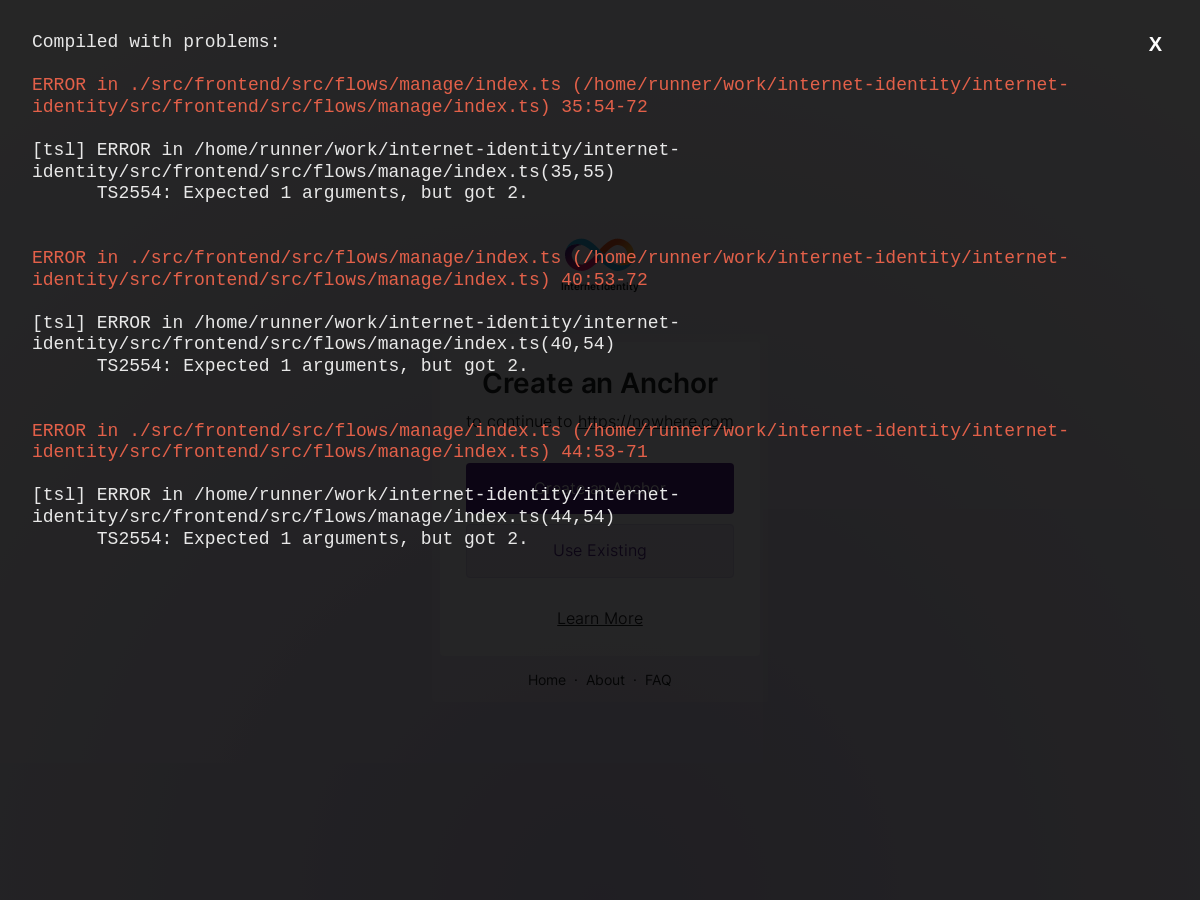 Compiled with problems:
X
ERROR in ./src/frontend/src/flows/manage/index.ts (/home/runner/work/internet-identity/internet-
identity/src/frontend/src/flows/manage/index.ts) 35:54-72
[tsl] ERROR in /home/runner/work/internet-identity/internet-
identity/src/frontend/src/flows/manage/index.ts(35,55)
TS2554: Expected 1 arguments, but got 2.
ERROR in ./src/frontend/src/flows/manage/index.ts (/home/runner/work/internet-identity/internet-
identity/src/frontend/src/flows/manage/index.ts) 40:53-72
Internet Identity
[tsl] ERROR in /home/runner/work/internet-identity/internet-
identity/src/frontend/src/flows/manage/index.ts(40,54)
TS2554: Expected 1 arguments, but got 2.
Create an Anchor
to continue to https://nowhere.com
ERROR in ./src/frontend/src/flows/manage/index.ts (/home/runner/work/internet-identity/internet-
identity/src/frontend/src/flows/manage/index.ts) 44:53-71
Create an Anchor
[tsl] ERROR in /home/runner/work/internet-identity/internet-
identity/src/frontend/src/flows/manage/index.ts(44,54)
TS2554: Expected 1 arguments, but got 2.
Use Existing
Learn More
Home · About · FAQ